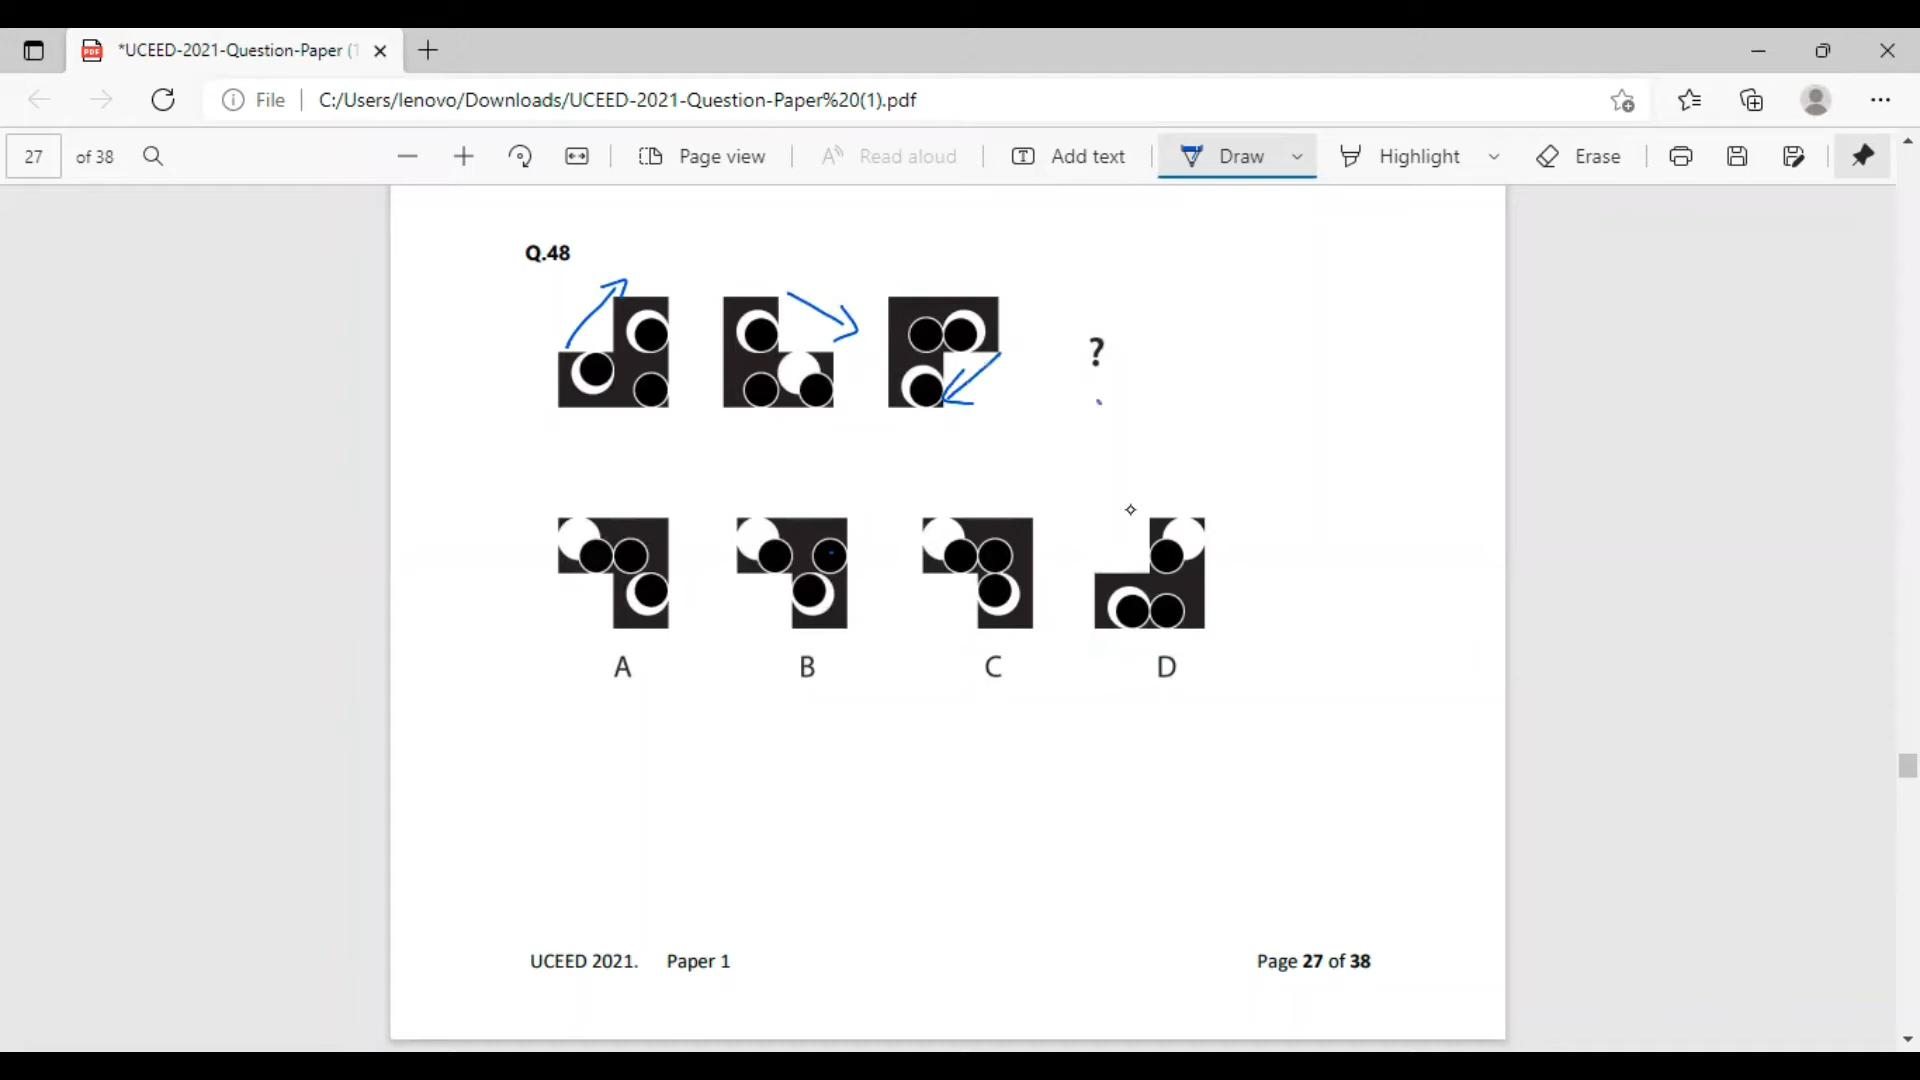 *UCEED-2021-Question-Paper (1
File
C:/Users/lenovo/Downloads/UCEED-2021-Question-Paper%20(1).pdf
27 of 38
Page view
Read aloud
Add text
Draw
Highlight
Erase
Q.48
?
A B C D
UCEED 2021. Paper 1 Page 27 of 38